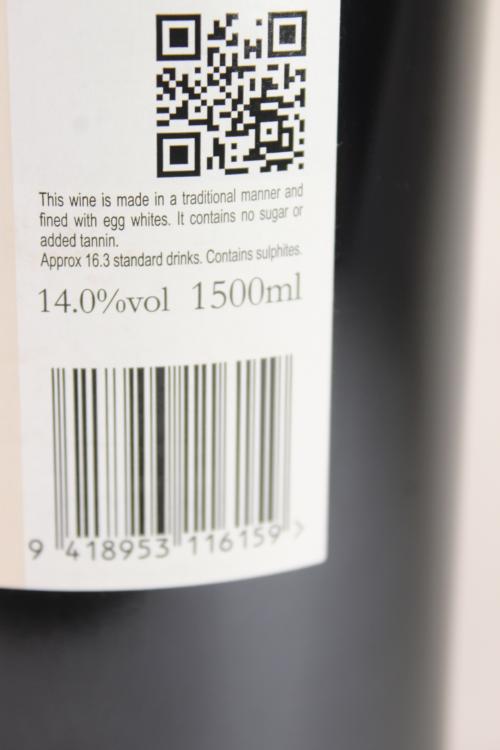 This wine is made in a traditional manner and
fined with egg whites. It contains no sugar or
added tannin.
Approx 16.3 standard drinks. Contains sulphites.
14.0%vol 1500ml
9 418953 116159 >